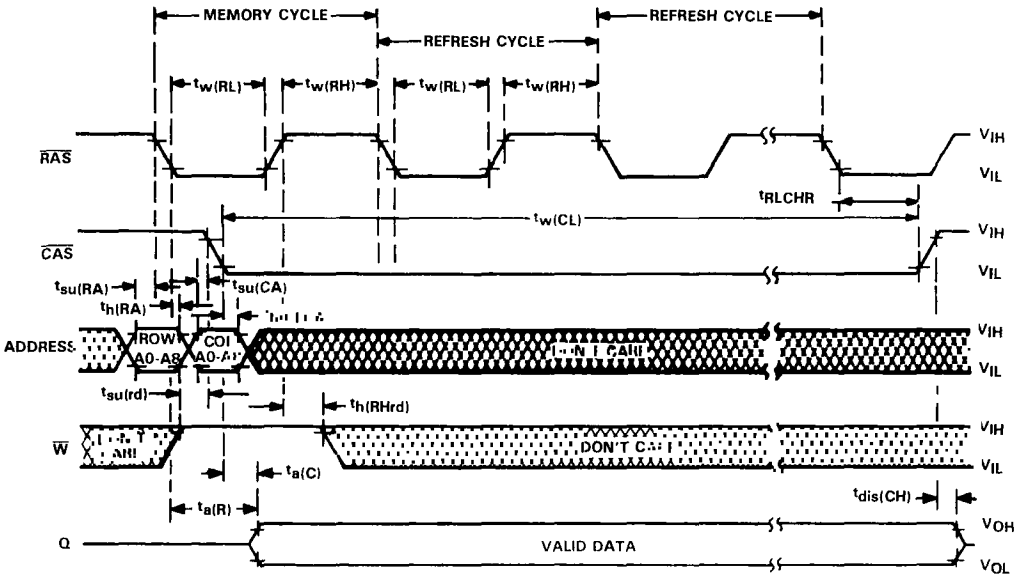 MEMORY CYCLE
REFRESH CYCLE
REFRESH CYCLE
tw(RL)
tw(RH)
tw(RL)
tw(RH)
RAS
VIH
VIL
tRLCHR
tw(CL)
CAS
VIH
VIL
tsu(RA)
tsu(CA)
th(RA)
ADDRESS
ROW
A0-A8
VIH
VIL
tsu(rd)
th(RHrd)
W
DON'T
VIH
VIL
ta(C)
ta(R)
tdis(CH)
Q
VALID DATA
VOH
VOL